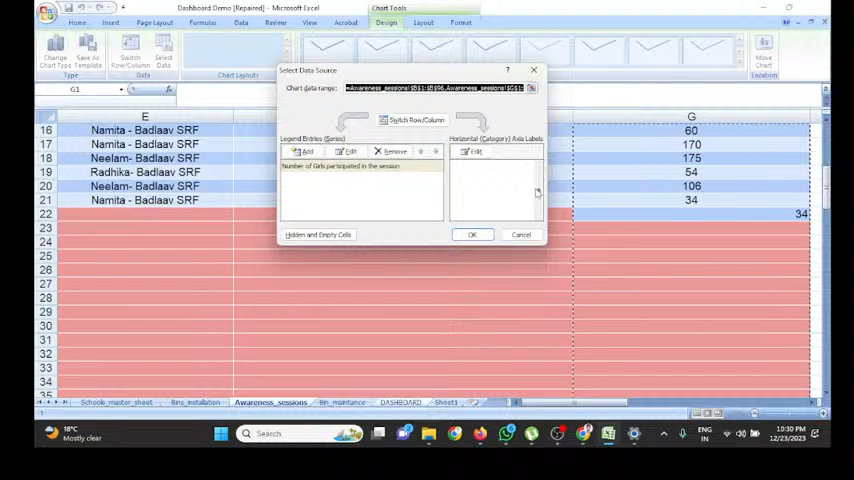 Dashboard Demo [Repaired] - Microsoft Excel
Chart Tools
Home Insert Page Layout Formulas Data Review View Acrobat Design Layout Format
Change Chart Type Save As Template Switch Row/Column Select Data Move Chart
Type Data Chart Layouts Location
G1
E G
16 Namita - Badlaav SRF 60
17 Namita - Badlaav SRF 170
18 Neelam- Badlaav SRF 175
19 Radhika- Badlaav SRF 54
20 Neelam- Badlaav SRF 106
21 Namita - Badlaav SRF 34
22 34
23
24
25
26
27
28
29
30
31
32
33
34
35
Select Data Source
Chart data range: =Awareness_sessions!$B$1:$B$96,Awareness_sessions!$G$1:
Switch Row/Column
Legend Entries (Series)
Horizontal (Category) Axis Labels
Add Edit Remove
Edit
Number of Girls participated in the session
Hidden and Empty Cells
OK Cancel
Schools_master_sheet Bins_installation Awareness_sessions Bin_maintance DASHBOARD Sheet1
18°C
Mostly clear
Search
ENG
IN
10:30 PM
12/23/2023